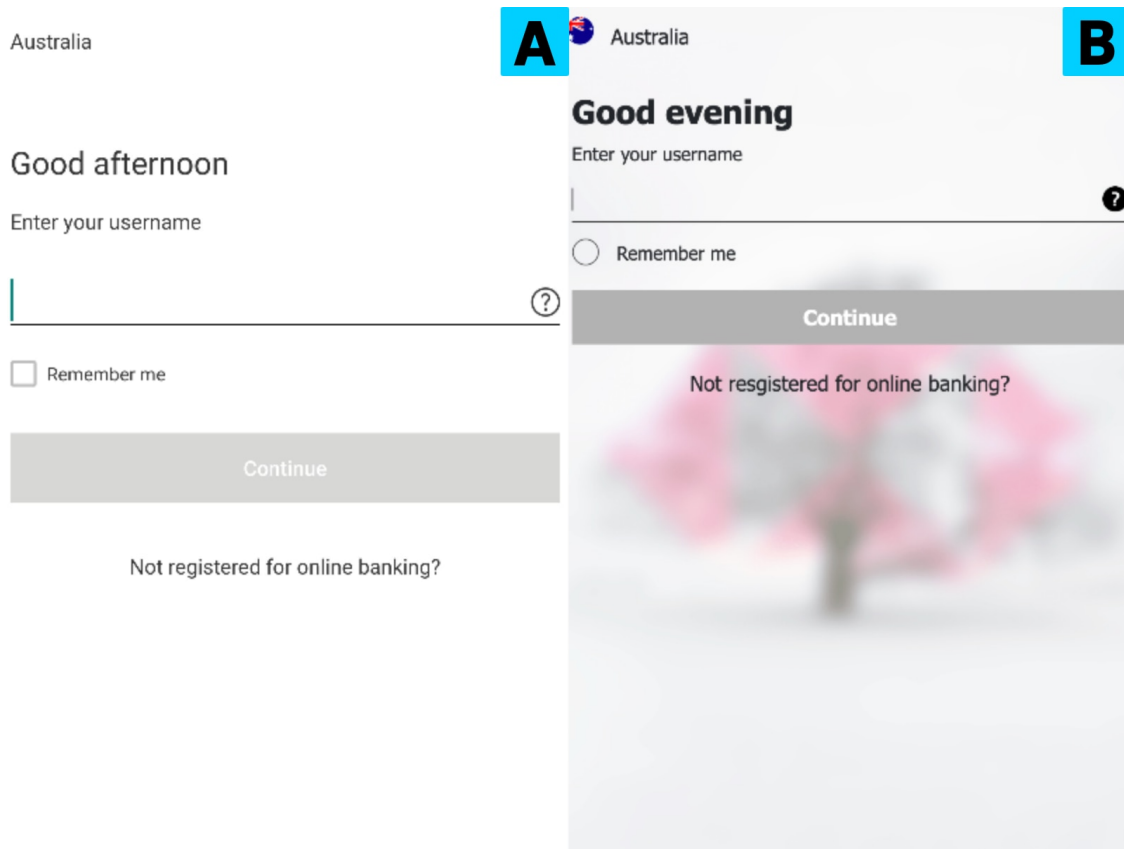 A
Australia
Good afternoon
Enter your username
?
Remember me
Continue
Not registered for online banking?
B
Australia
Good evening
Enter your username
?
Remember me
Continue
Not resgistered for online banking?